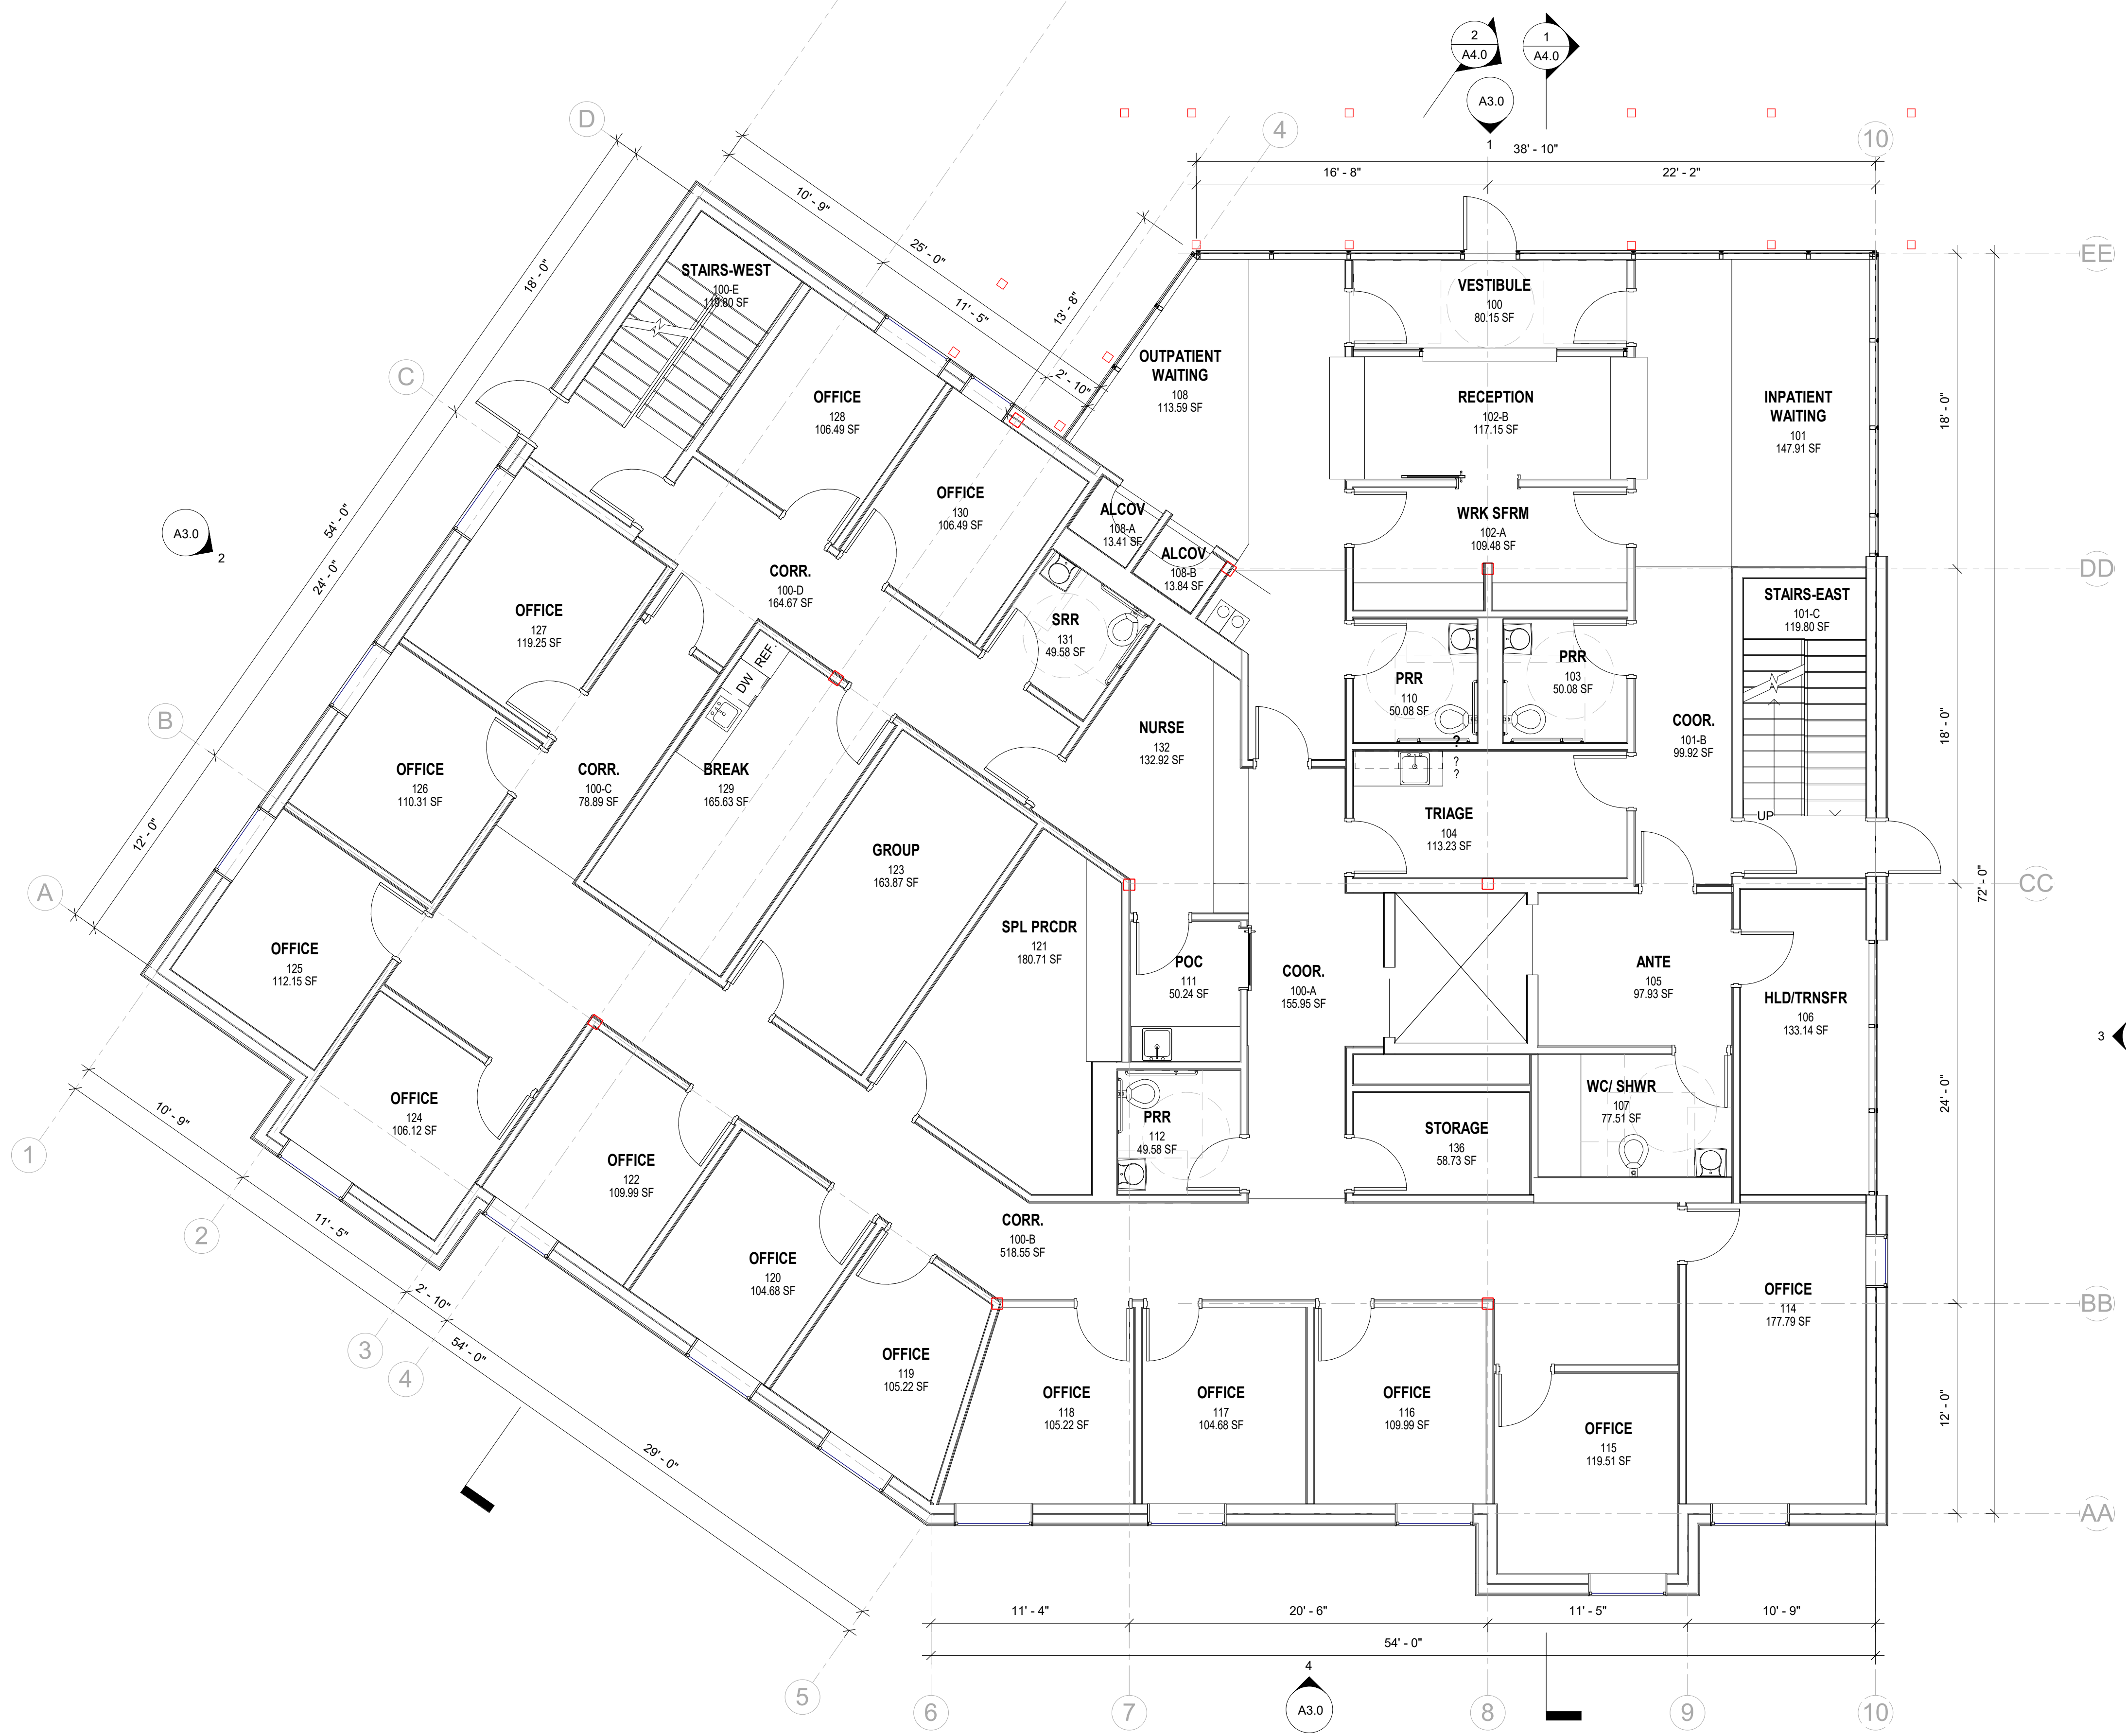 2
A4.0
1
A4.0
A3.0
1
D
4
10
38' - 10"
16' - 8"
22' - 2"
10' - 9"
25' - 0"
11' - 5"
2' - 10"
13' - 8"
18' - 0"
54' - 0"
24' - 0"
12' - 0"
C
B
A
EE
DD
CC
BB
AA
18' - 0"
18' - 0"
72' - 0"
24' - 0"
12' - 0"
A3.0
2
3
STAIRS-WEST
100-E
119.80 SF
OFFICE
128
106.49 SF
OFFICE
130
106.49 SF
OUTPATIENT
WAITING
108
113.59 SF
VESTIBULE
100
80.15 SF
RECEPTION
102-B
117.15 SF
INPATIENT
WAITING
101
147.91 SF
WRK SFRM
102-A
109.48 SF
ALCOV
108-A
13.41 SF
ALCOV
108-B
13.84 SF
CORR.
100-D
164.67 SF
OFFICE
127
119.25 SF
SRR
131
49.58 SF
STAIRS-EAST
101-C
119.80 SF
UP
PRR
110
50.08 SF
PRR
103
50.08 SF
COOR.
101-B
99.92 SF
REF.
DW
NURSE
132
132.92 SF
?
?
?
OFFICE
126
110.31 SF
CORR.
100-C
78.89 SF
BREAK
129
165.63 SF
TRIAGE
104
113.23 SF
GROUP
123
163.87 SF
SPL PRCDR
121
180.71 SF
OFFICE
125
112.15 SF
POC
111
50.24 SF
COOR.
100-A
155.95 SF
ANTE
105
97.93 SF
HLD/TRNSFR
106
133.14 SF
OFFICE
124
106.12 SF
PRR
112
49.58 SF
WC/ SHWR
107
77.51 SF
STORAGE
136
58.73 SF
OFFICE
122
109.99 SF
CORR.
100-B
518.55 SF
OFFICE
120
104.68 SF
OFFICE
119
105.22 SF
OFFICE
118
105.22 SF
OFFICE
117
104.68 SF
OFFICE
116
109.99 SF
OFFICE
115
119.51 SF
OFFICE
114
177.79 SF
10' - 9"
11' - 5"
2' - 10"
54' - 0"
29' - 0"
1
2
3
4
5
11' - 4"
20' - 6"
11' - 5"
10' - 9"
54' - 0"
4
A3.0
6
7
8
9
10